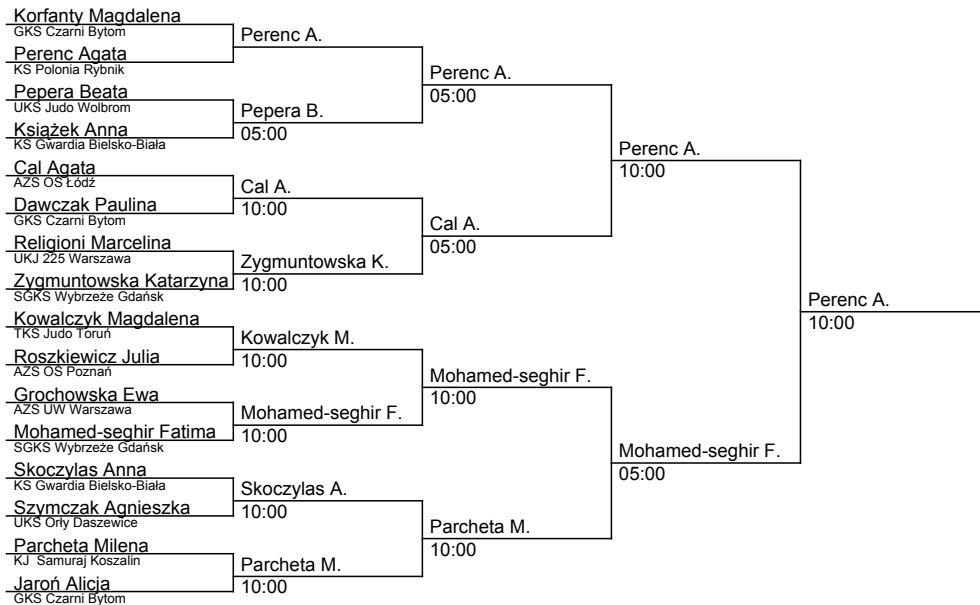 Korfanty Magdalena
GKS Czarni Bytom
Perenc Agata
KS Polonia Rybnik
Pepera Beata
UKS Judo Wolbrom
Książek Anna
KS Gwardia Bielsko-Biała
Cal Agata
AZS OS Łódź
Dawczak Paulina
GKS Czarni Bytom
Religioni Marcelina
UKJ 225 Warszawa
Zygmuntowska Katarzyna
SGKS Wybrzeże Gdańsk
Kowalczyk Magdalena
TKS Judo Toruń
Roszkiewicz Julia
AZS OŚ Poznań
Grochowska Ewa
AZS UW Warszawa
Mohamed-seghir Fatima
SGKS Wybrzeże Gdańsk
Skoczylas Anna
KS Gwardia Bielsko-Biała
Szymczak Agnieszka
UKS Orły Daszewice
Parcheta Milena
KJ Samuraj Koszalin
Jaroń Alicja
GKS Czarni Bytom
Perenc A.
Pepera B.
05:00
Cal A.
10:00
Zygmuntowska K.
10:00
Kowalczyk M.
10:00
Mohamed-seghir F.
10:00
Skoczylas A.
10:00
Parcheta M.
10:00
Perenc A.
05:00
Cal A.
05:00
Mohamed-seghir F.
10:00
Parcheta M.
10:00
Perenc A.
10:00
Mohamed-seghir F.
05:00
Perenc A.
10:00